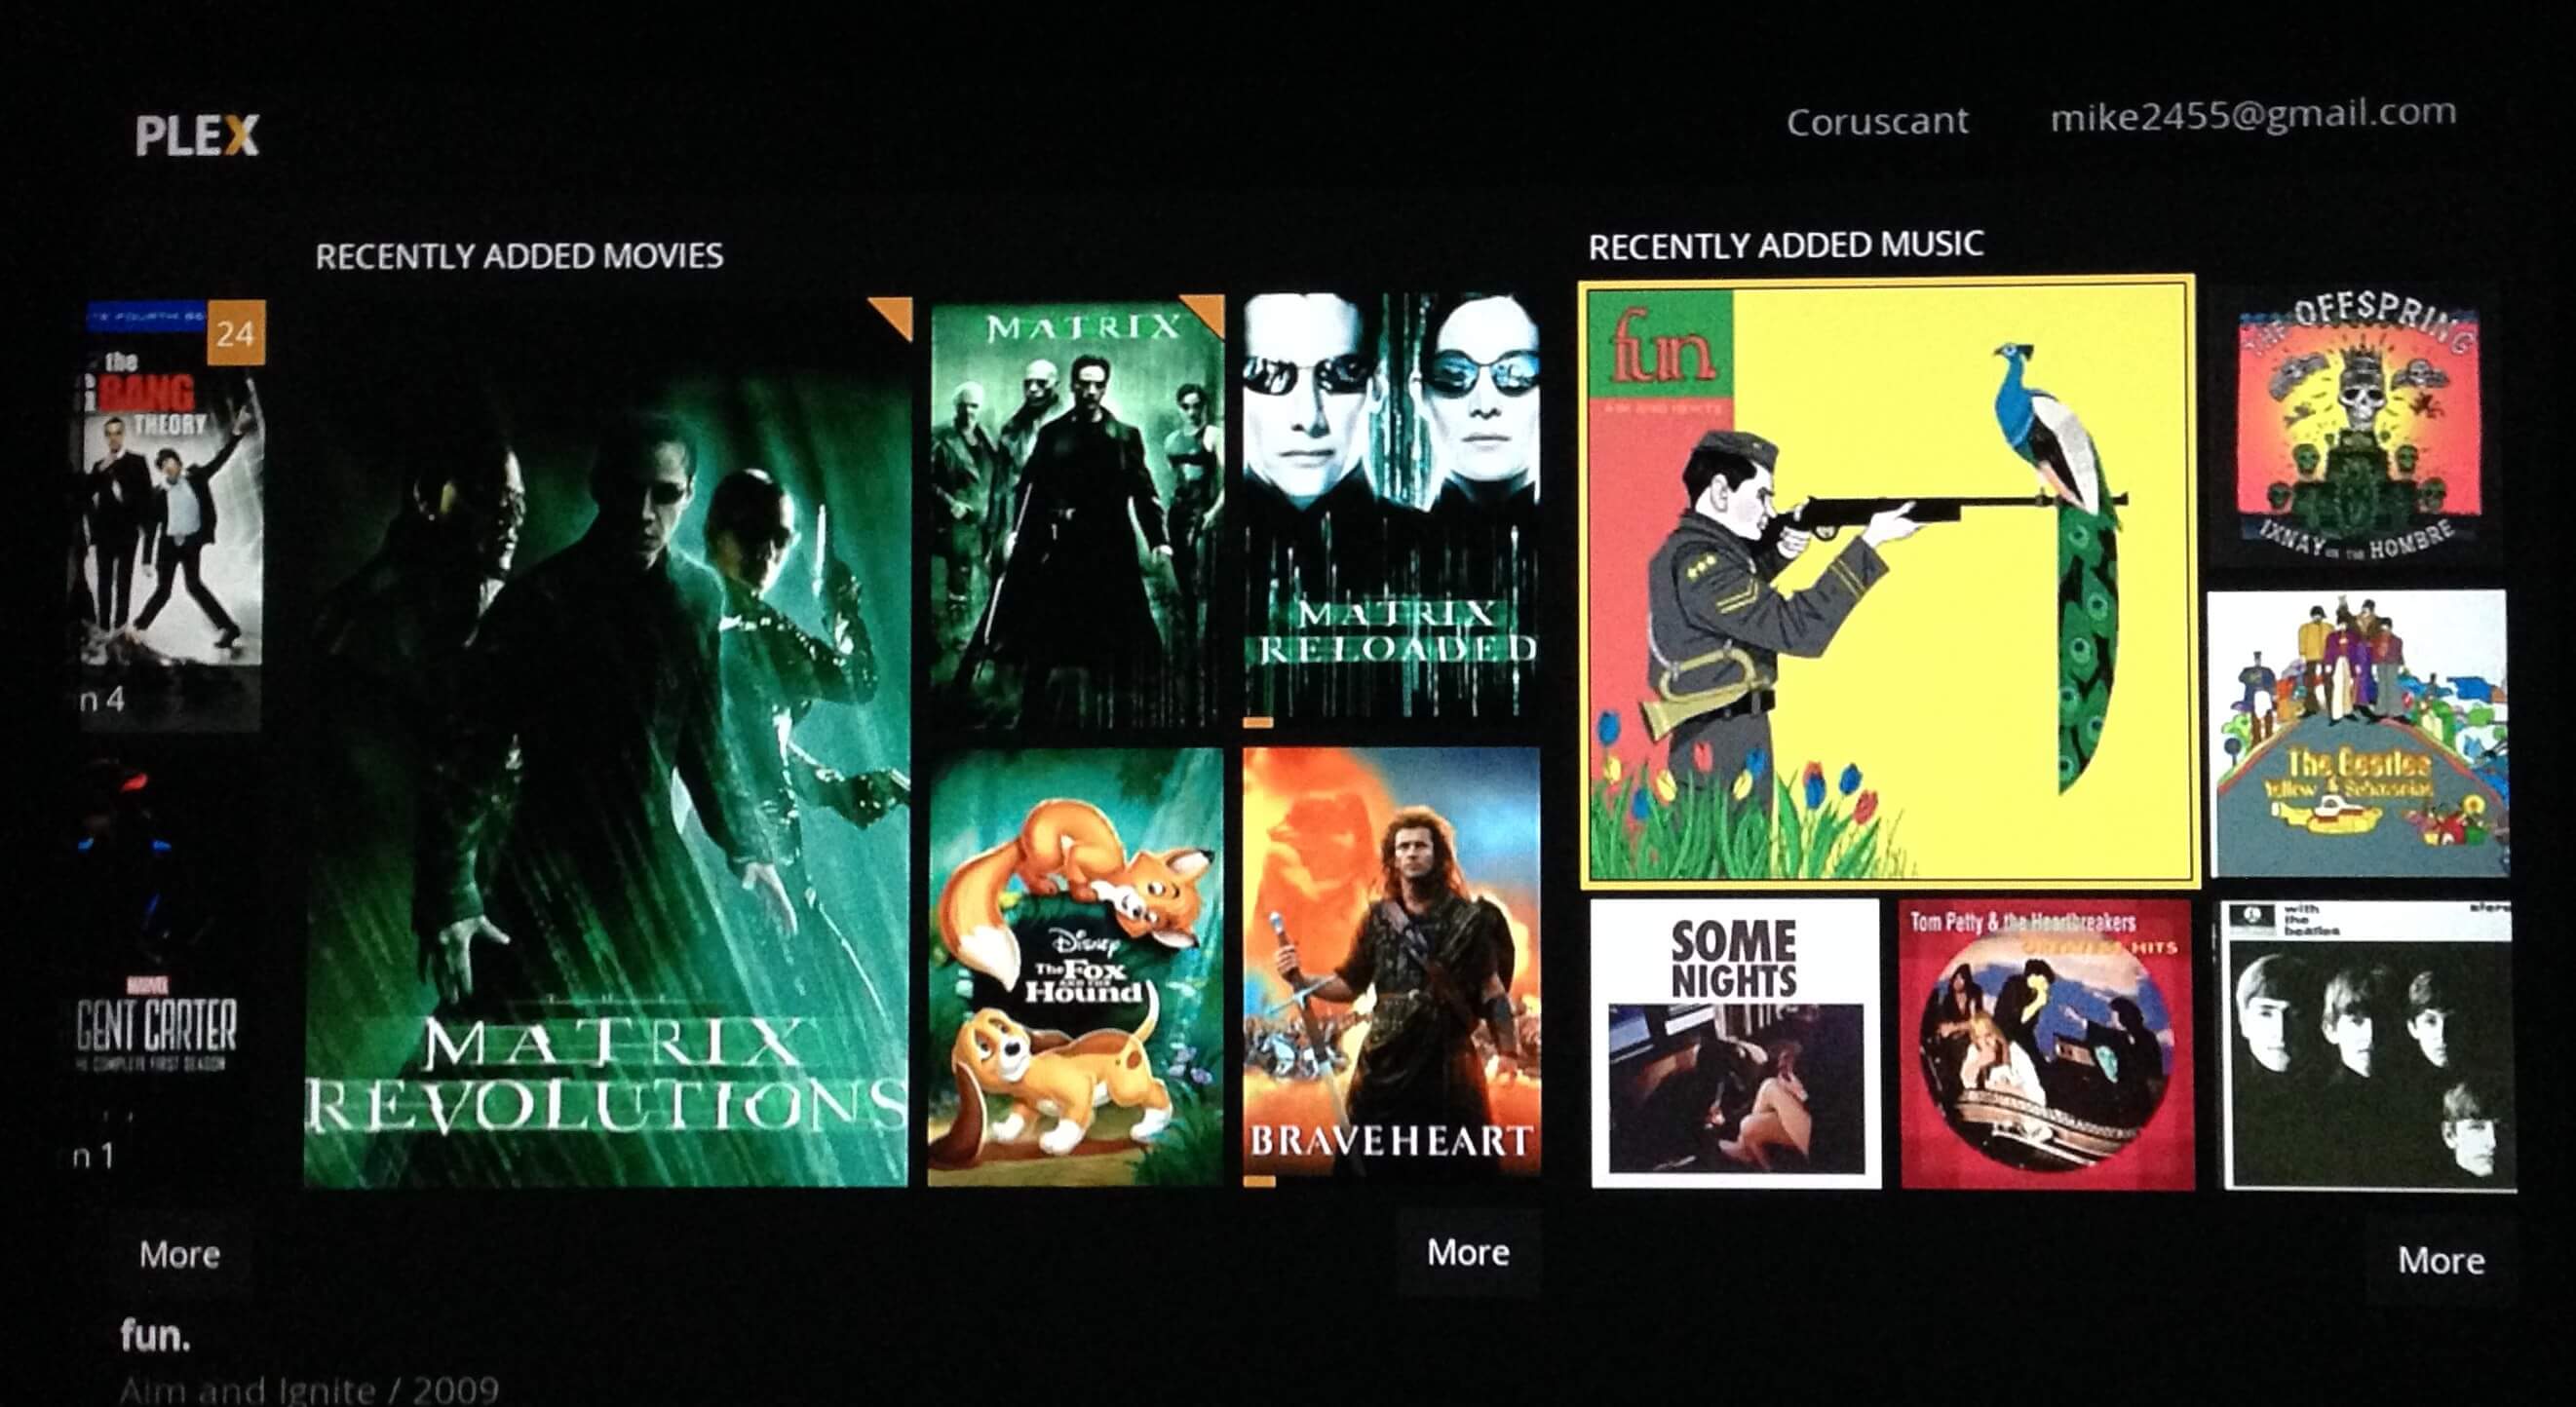 PLEX
Coruscant
mike2455@gmail.com
RECENTLY ADDED MOVIES
RECENTLY ADDED MUSIC
24
the
BANG
THEORY
n 4
MARVEL
GENT CARTER
COMPLETE FIRST SEASON
n 1
More
MATRIX
REVOLUTIONS
MATRIX
MATRIX
RELOADED
Disney
The Fox
AND THE
Hound
BRAVEHEART
More
fun.
THE OFFSPRING
IXNAY ON THE HOMBRE
The Beatles
Yellow Submarine
SOME
NIGHTS
Tom Petty & the Heartbreakers
GREATEST HITS
with
the
beatles
stereo
More
fun.
Aim and Ignite / 2009